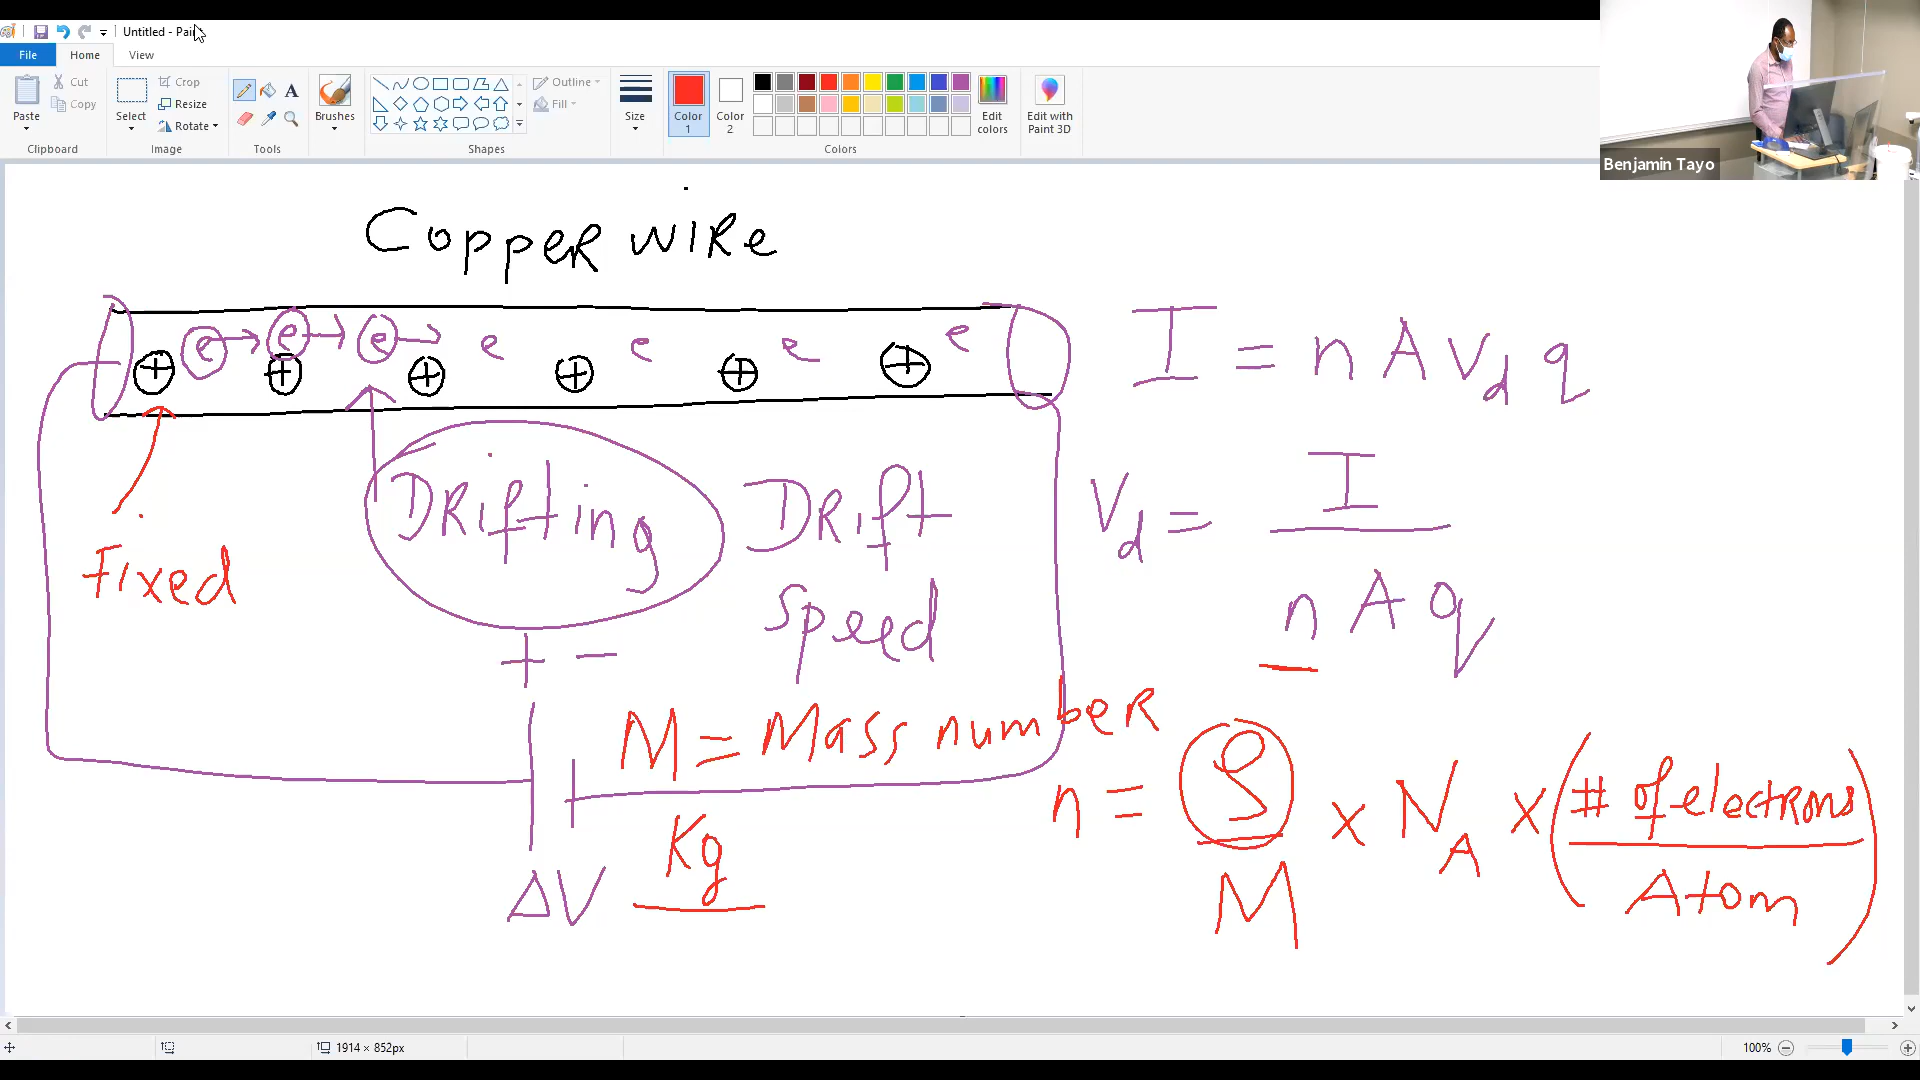 Untitled - Paint
File Home View
Paste
Cut
Copy
Clipboard
Select
Crop
Resize
Rotate
Image
A
Tools
Brushes
Shapes
Outline
Fill
Size
Color 1
Color 2
Colors
Edit colors
Edit with Paint 3D
Benjamin Tayo
Copper wire
e e e e e e e
+ + + + + +
Fixed
Drifting
Drift speed
+ −
ΔV
I = n A V_d q
V_d = I / n A q
M = Mass number
Kg
n = ρ / M × N_A × (# of electrons / Atom)
1914 × 852px
100%